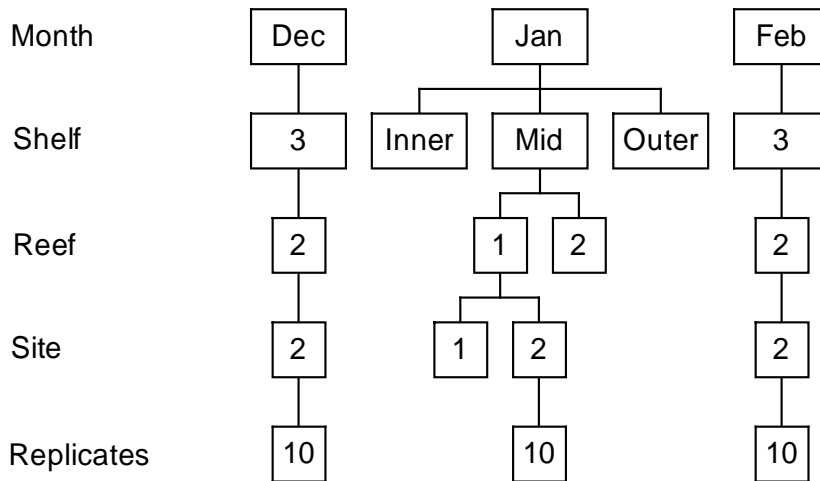 Month Dec Jan Feb
Shelf 3 Inner Mid Outer 3
Reef 2 1 2 2
Site 2 1 2 2
Replicates 10 10 10